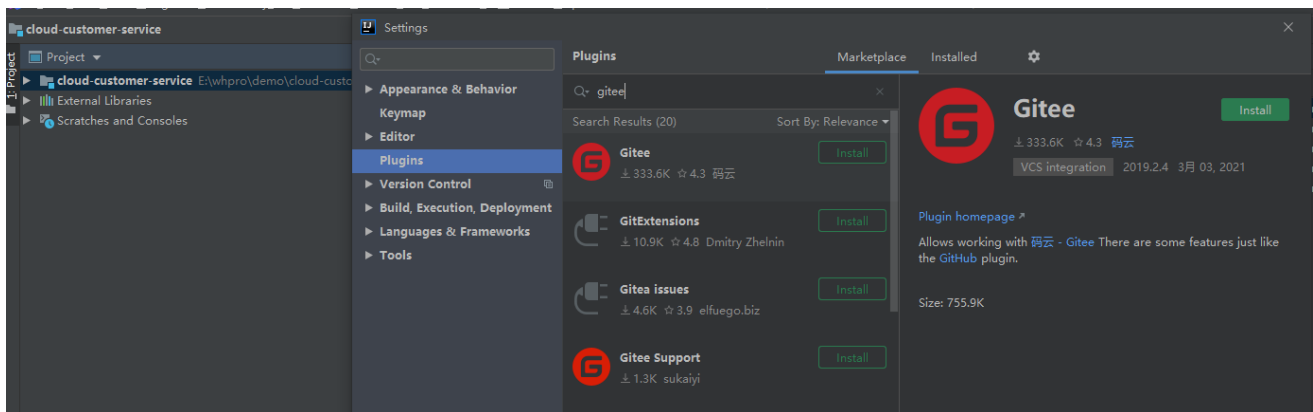 cloud-customer-service
Settings
1: Project
Project
cloud-customer-service E:\whpro\demo\cloud-custo
External Libraries
Scratches and Consoles
Appearance & Behavior
Keymap
Editor
Plugins
Version Control
Build, Execution, Deployment
Languages & Frameworks
Tools
Plugins
Marketplace
Installed
gitee
Search Results (20)
Sort By: Relevance
Gitee
Install
333.6K 4.3 码云
GitExtensions
Install
10.9K 4.8 Dmitry Zhelnin
Gitea issues
Install
4.6K 3.9 elfuego.biz
Gitee Support
Install
1.3K sukaiyi
Gitee
Install
333.6K 4.3 码云
VCS integration 2019.2.4 3月 03, 2021
Plugin homepage
Allows working with 码云 - Gitee There are some features just like
the GitHub plugin.
Size: 755.9K